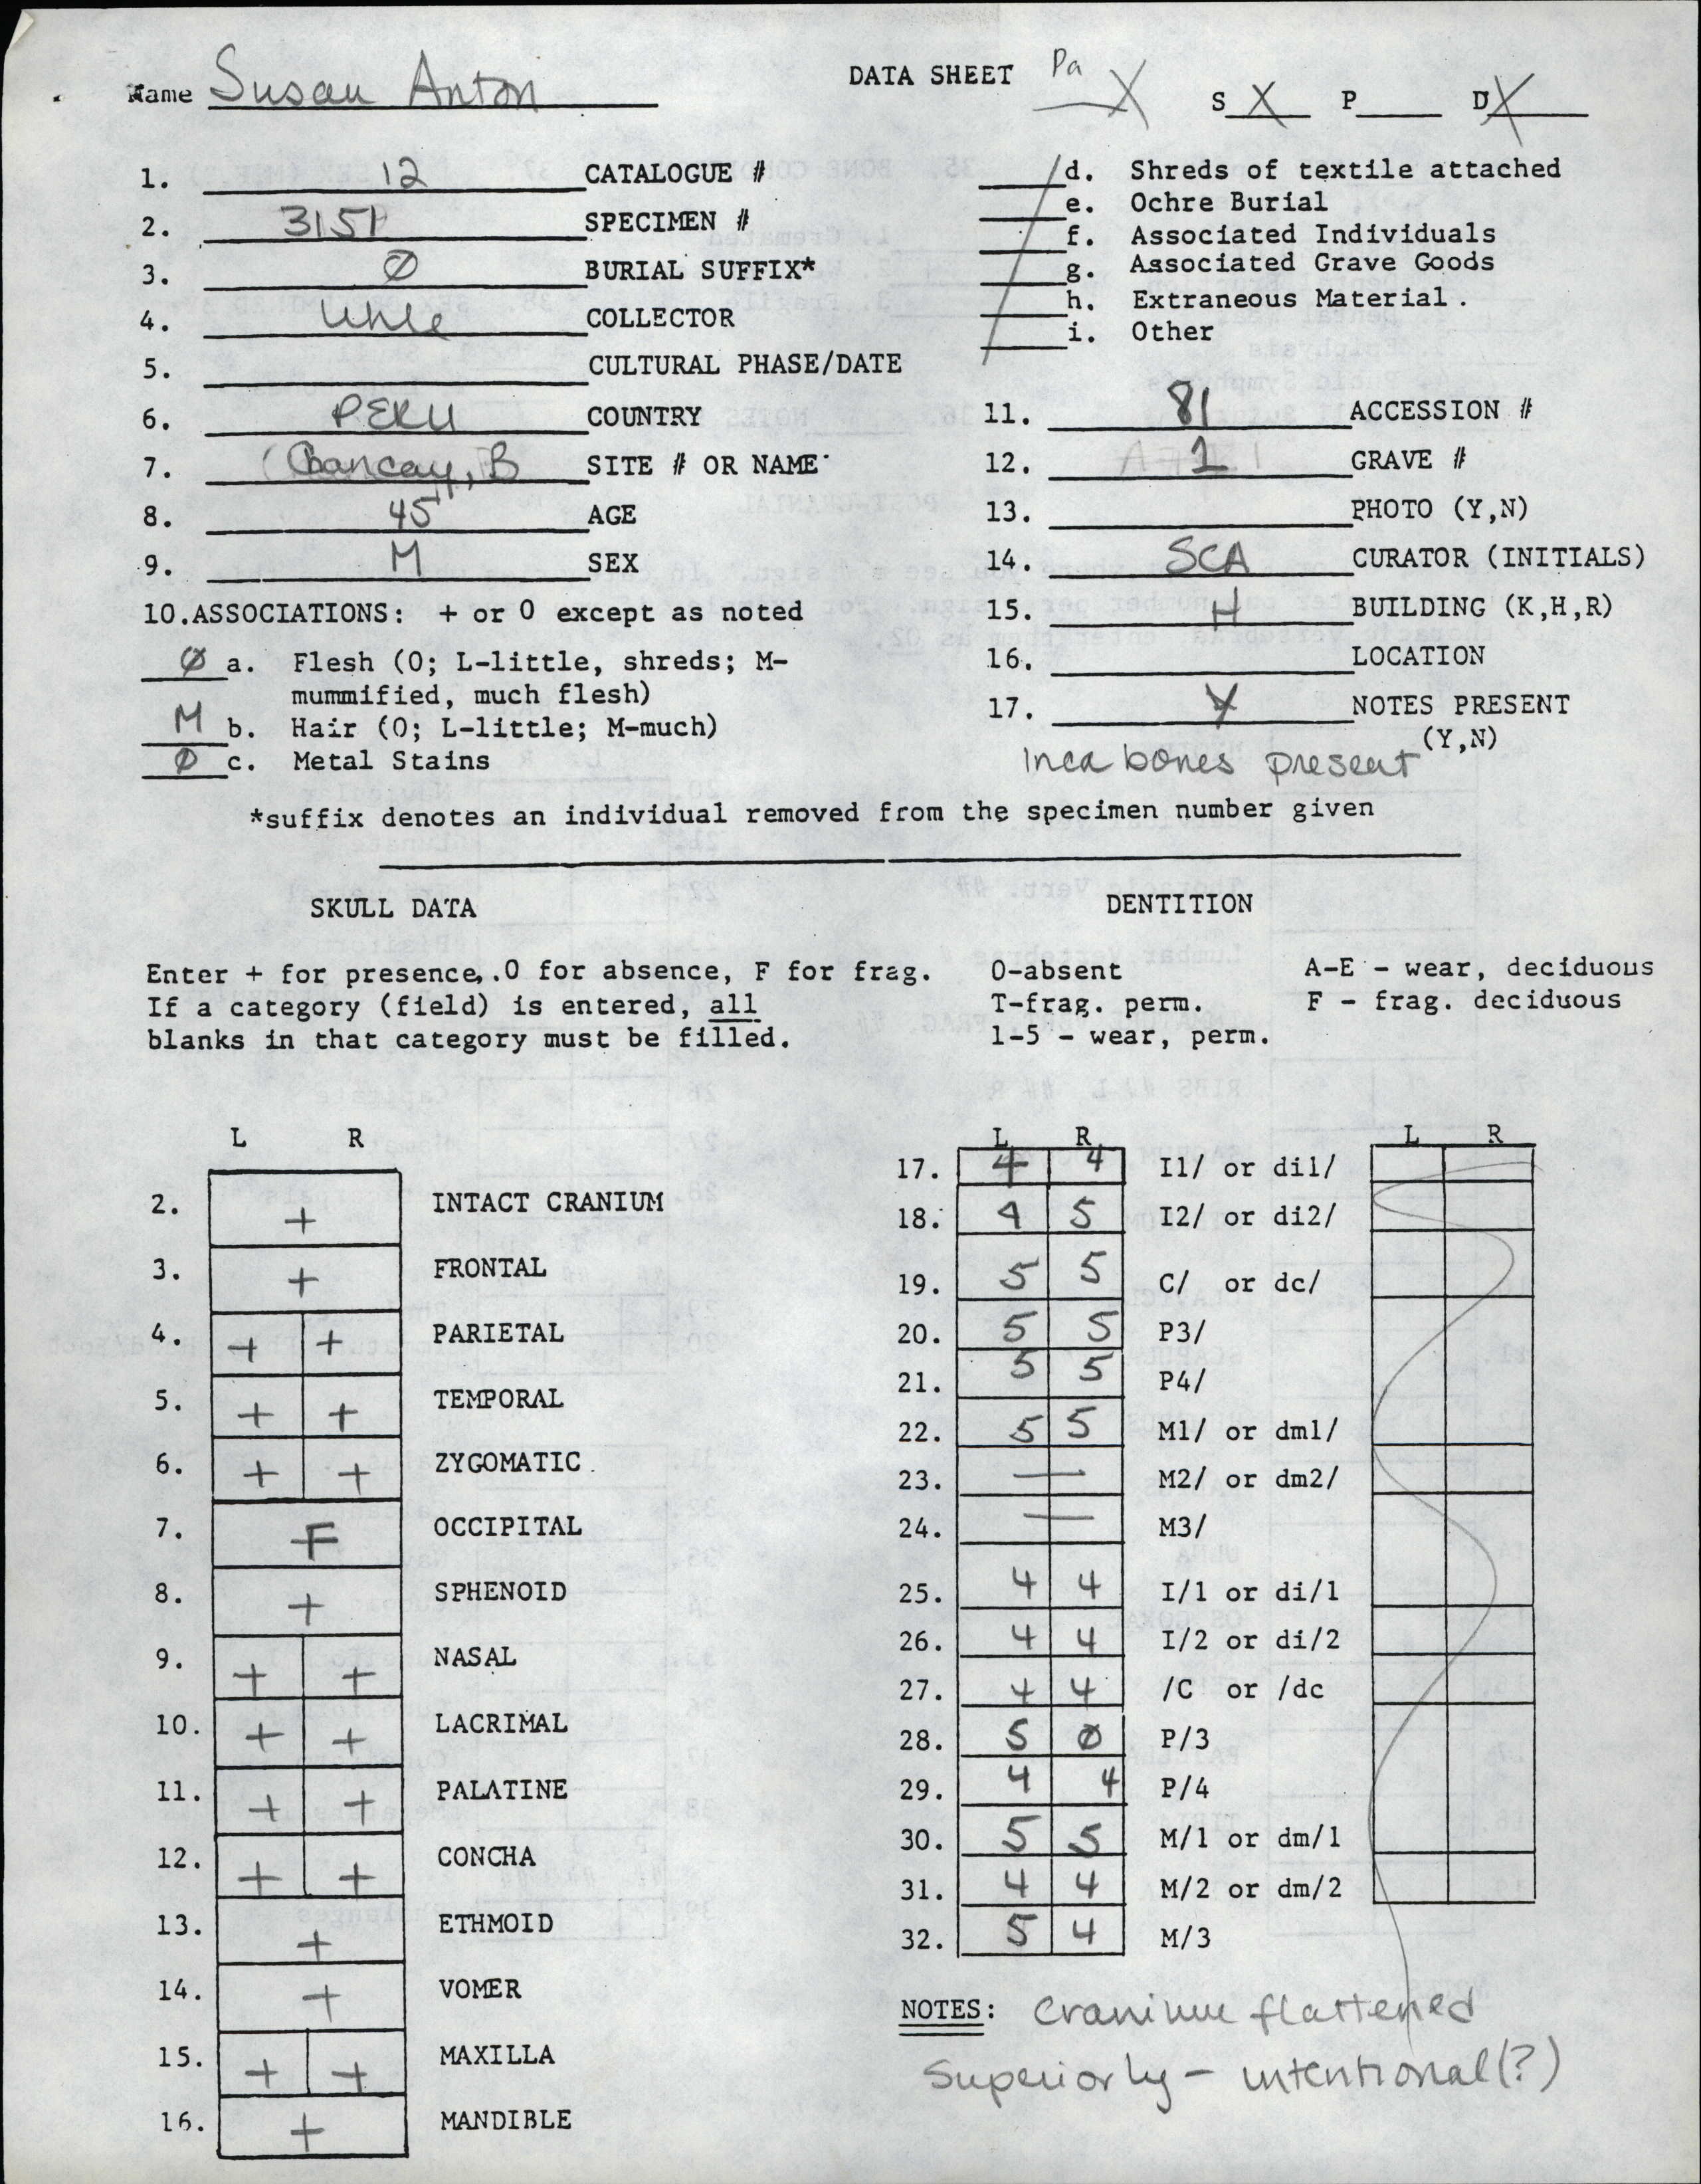 Name Susan Anton
DATA SHEET Pa X S X P D X
1. 12 CATALOGUE #
2. 3151 SPECIMEN #
3. Ø BURIAL SUFFIX*
4. Uhle COLLECTOR
5. CULTURAL PHASE/DATE
6. PERU COUNTRY
7. Chancay, B SITE # OR NAME
8. 45+ AGE
9. M SEX
10.ASSOCIATIONS: + or 0 except as noted
Ø a. Flesh (0; L-little, shreds; M-
mummified, much flesh)
M b. Hair (0; L-little; M-much)
Ø c. Metal Stains
d. Shreds of textile attached
e. Ochre Burial
f. Associated Individuals
g. Associated Grave Goods
h. Extraneous Material.
i. Other
11. 81 ACCESSION #
12. 1 GRAVE #
13. PHOTO (Y,N)
14. SCA CURATOR (INITIALS)
15. H BUILDING (K,H,R)
16. LOCATION
17. Y NOTES PRESENT
(Y,N)
Inca bones present
*suffix denotes an individual removed from the specimen number given
SKULL DATA
Enter + for presence, .0 for absence, F for frag.
If a category (field) is entered, all
blanks in that category must be filled.
L R
2. + INTACT CRANIUM
3. + FRONTAL
4. + + PARIETAL
5. + + TEMPORAL
6. + + ZYGOMATIC
7. F OCCIPITAL
8. + SPHENOID
9. + + NASAL
10. + + LACRIMAL
11. + + PALATINE
12. + + CONCHA
13. + ETHMOID
14. + VOMER
15. + + MAXILLA
16. + MANDIBLE
DENTITION
0-absent A-E - wear, deciduous
T-frag. perm. F - frag. deciduous
1-5 - wear, perm.
L R L R
17. 4 4 I1/ or di1/
18. 4 5 I2/ or di2/
19. 5 5 C/ or dc/
20. 5 5 P3/
21. 5 5 P4/
22. 5 5 M1/ or dm1/
23. — M2/ or dm2/
24. — M3/
25. 4 4 I/1 or di/1
26. 4 4 I/2 or di/2
27. 4 4 /C or /dc
28. 5 Ø P/3
29. 4 4 P/4
30. 5 5 M/1 or dm/1
31. 4 4 M/2 or dm/2
32. 5 4 M/3
NOTES: Cranium flattened
Superiorly - intentional(?)